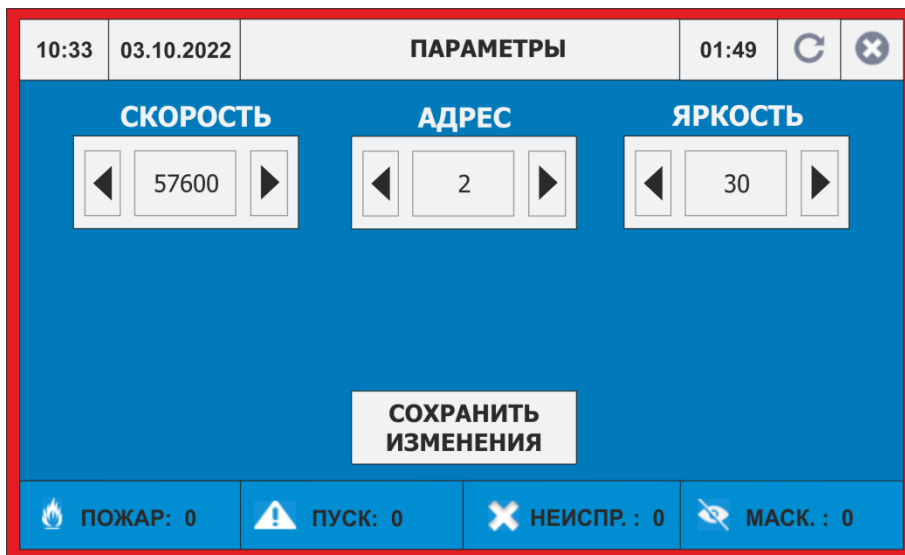 10:33 03.10.2022 ПАРАМЕТРЫ 01:49
СКОРОСТЬ АДРЕС ЯРКОСТЬ
57600 2 30
СОХРАНИТЬ
ИЗМЕНЕНИЯ
ПОЖАР: 0 ПУСК: 0 НЕИСПР. : 0 МАСК. : 0